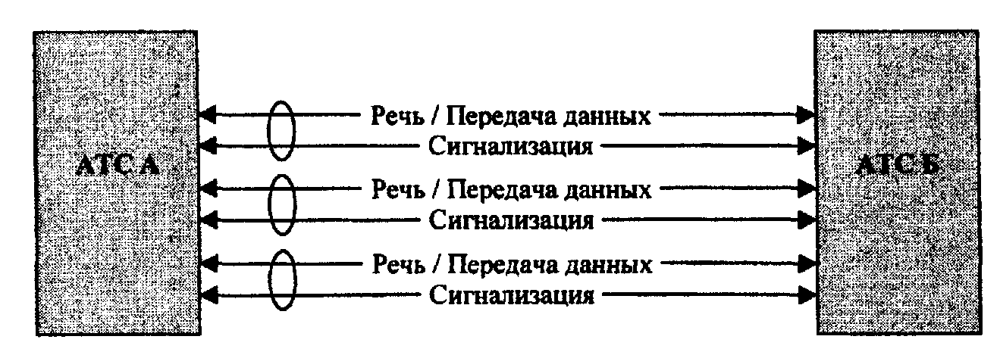 Речь / Передача данных
Сигнализация
АТС А
АТС Б
Речь / Передача данных
Сигнализация
Речь / Передача данных
Сигнализация